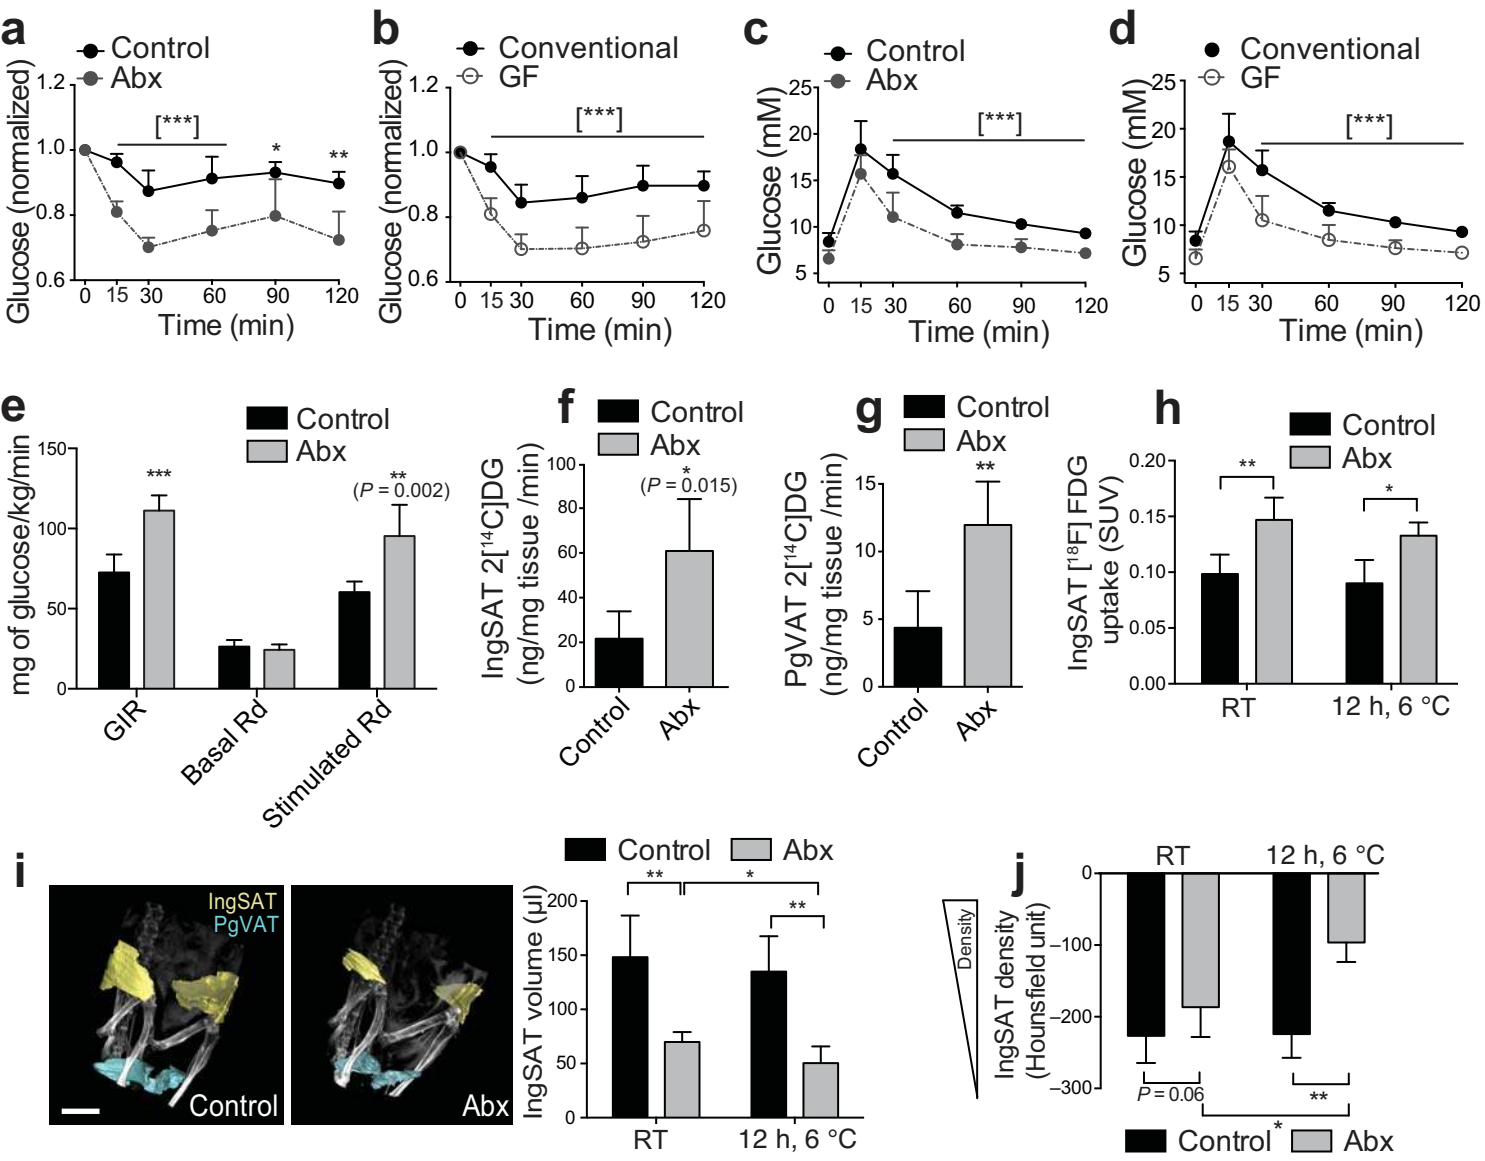 a
Control
Abx
Glucose (normalized)
1.2
1.0
0.8
0.6
[***]
*
**
0 15 30 60 90 120
Time (min)
b
Conventional
GF
Glucose (normalized)
1.2
1.0
0.8
0.6
[***]
0 15 30 60 90 120
Time (min)
c
Control
Abx
Glucose (mM)
25
20
15
10
5
[***]
0 15 30 60 90 120
Time (min)
d
Conventional
GF
Glucose (mM)
25
20
15
10
5
[***]
0 15 30 60 90 120
Time (min)
e
Control
Abx
mg of glucose/kg/min
150
100
50
0
***
**
(P = 0.002)
GIR
Basal Rd
Stimulated Rd
f
Control
Abx
IngSAT 2[¹⁴C]DG
(ng/mg tissue /min)
100
80
60
40
20
0
*
(P = 0.015)
Control
Abx
g
Control
Abx
PgVAT 2[¹⁴C]DG
(ng/mg tissue /min)
15
10
5
0
**
Control
Abx
h
Control
Abx
IngSAT [¹⁸F] FDG
uptake (SUV)
0.20
0.15
0.10
0.05
0.00
**
*
RT
12 h, 6 °C
i
IngSAT
PgVAT
Control
Abx
Control
Abx
IngSAT volume (µl)
200
150
100
50
0
**
*
**
RT
12 h, 6 °C
j
RT
12 h, 6 °C
Density
IngSAT density
(Hounsfield unit)
0
–100
–200
–300
P = 0.06
**
*
Control
Abx